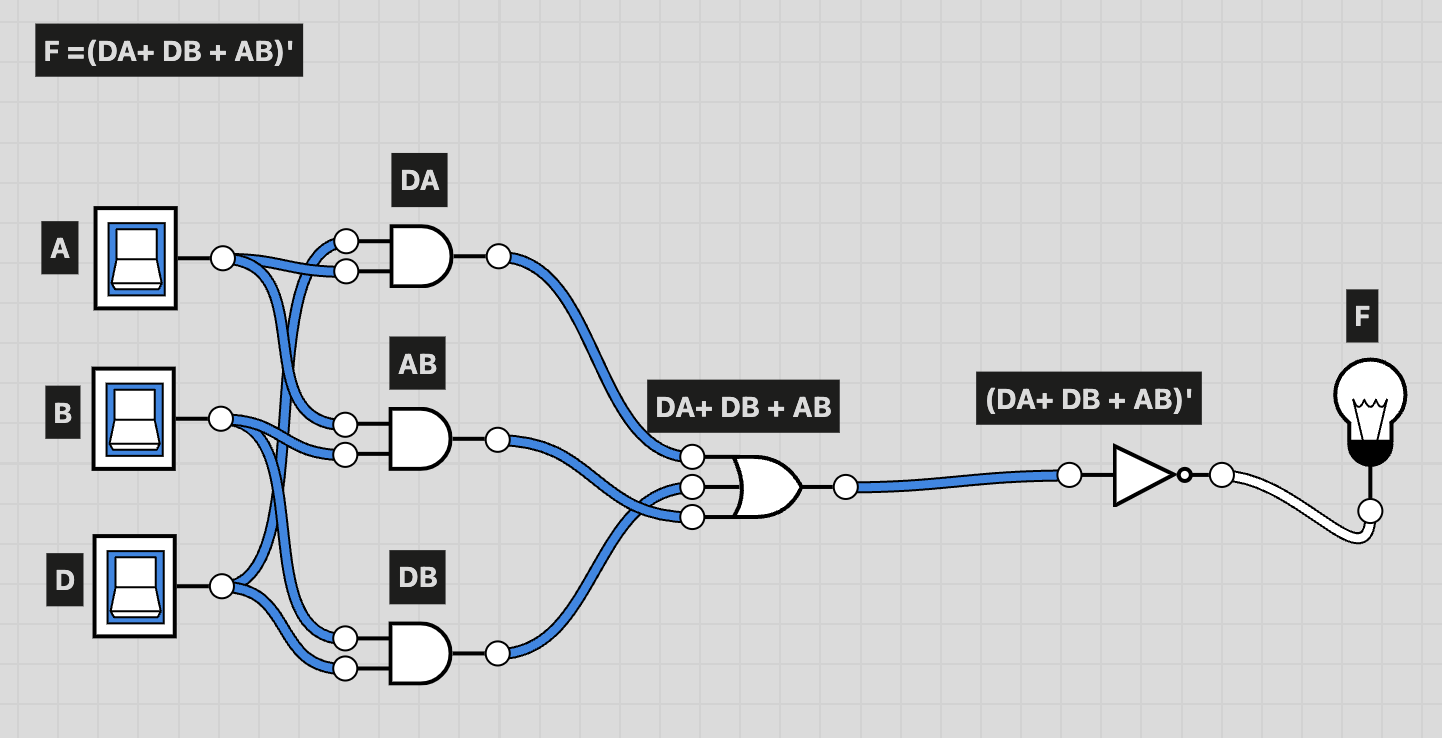 F =(DA+ DB + AB)'
DA
A
F
AB
(DA+ DB + AB)'
DA+ DB + AB
B
DB
D